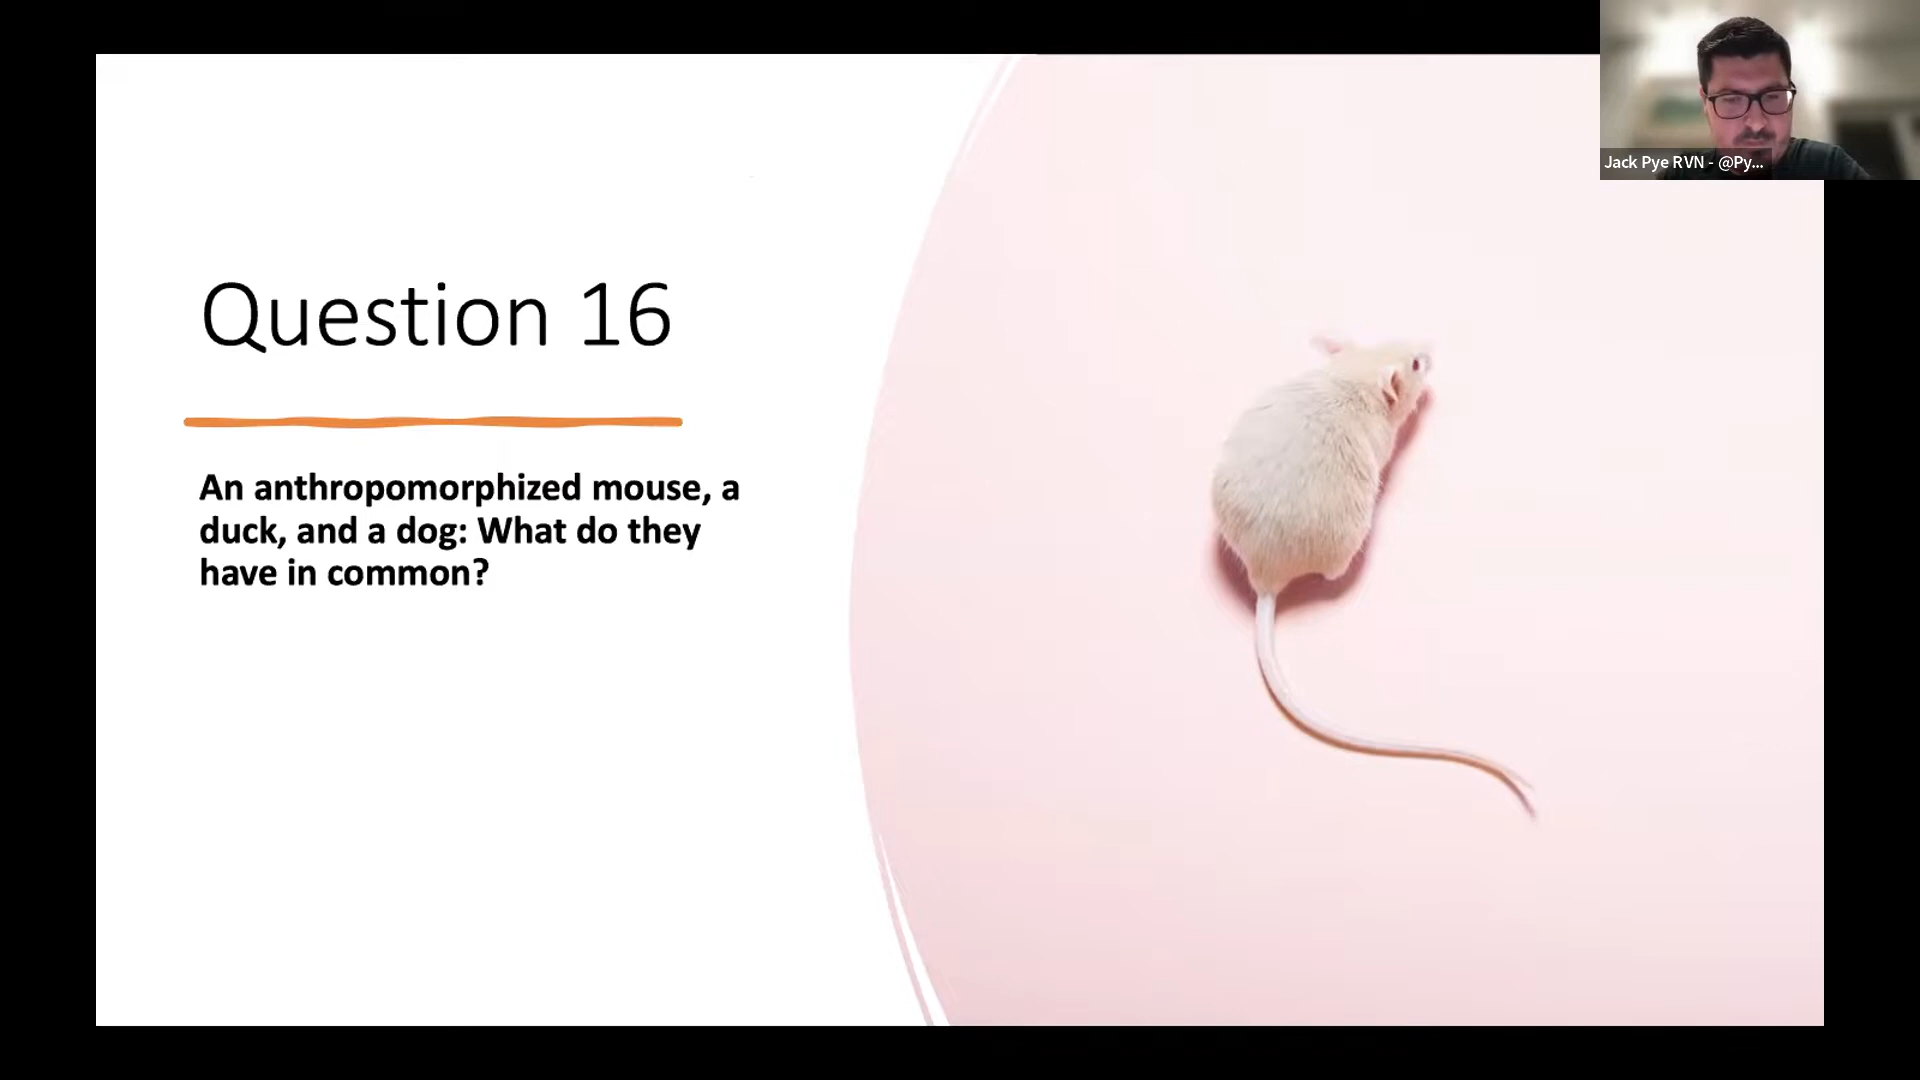 Jack Pye RVN - @Py...
Question 16
An anthropomorphized mouse, a
duck, and a dog: What do they
have in common?